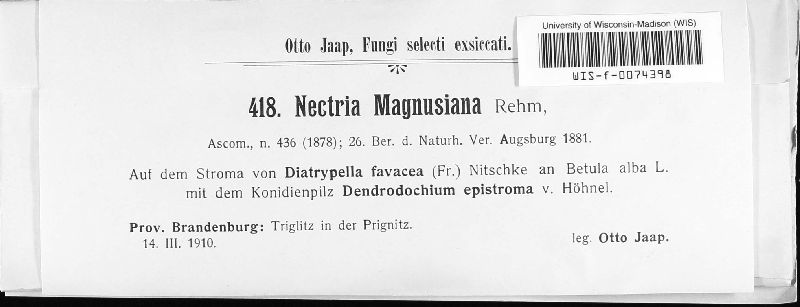 University of Wisconsin-Madison (WIS)
WIS-f-0074398
Otto Jaap, Fungi selecti exsiccati.
418. Nectria Magnusiana Rehm,
Ascom., n. 436 (1878); 26. Ber. d. Naturh. Ver. Augsburg 1881.
Auf dem Stroma von Diatrypella favacea (Fr.) Nitschke an Betula alba L.
mit dem Konidienpilz Dendrodochium epistroma v. Höhnel.
Prov. Brandenburg: Triglitz in der Prignitz.
14. III. 1910.
leg. Otto Jaap.